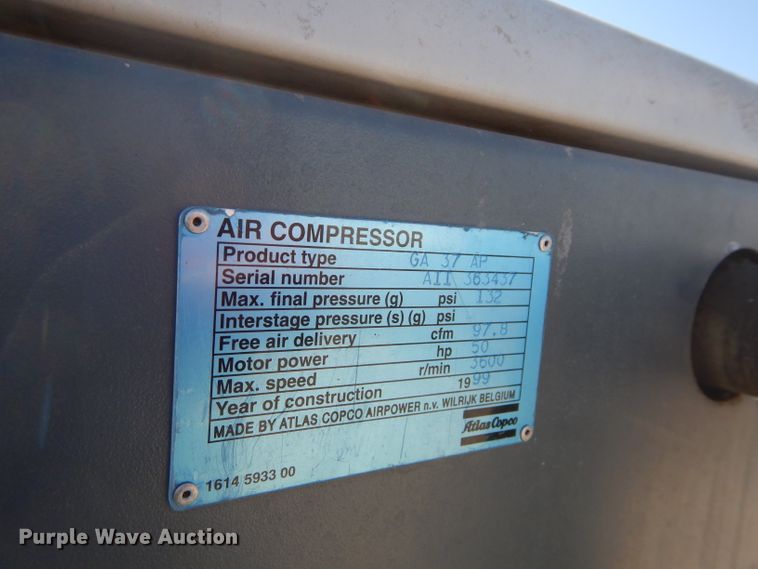 AIR COMPRESSOR
Product type GA 37 AP
Serial number AII 363437
Max. final pressure (g) psi 132
Interstage pressure (s) (g) psi
Free air delivery cfm 97.8
Motor power hp 50
Max. speed r/min 3600
Year of construction 1999
MADE BY ATLAS COPCO AIRPOWER n.v. WILRIJK BELGIUM
Atlas Copco
1614 5933 00
Purple Wave Auction